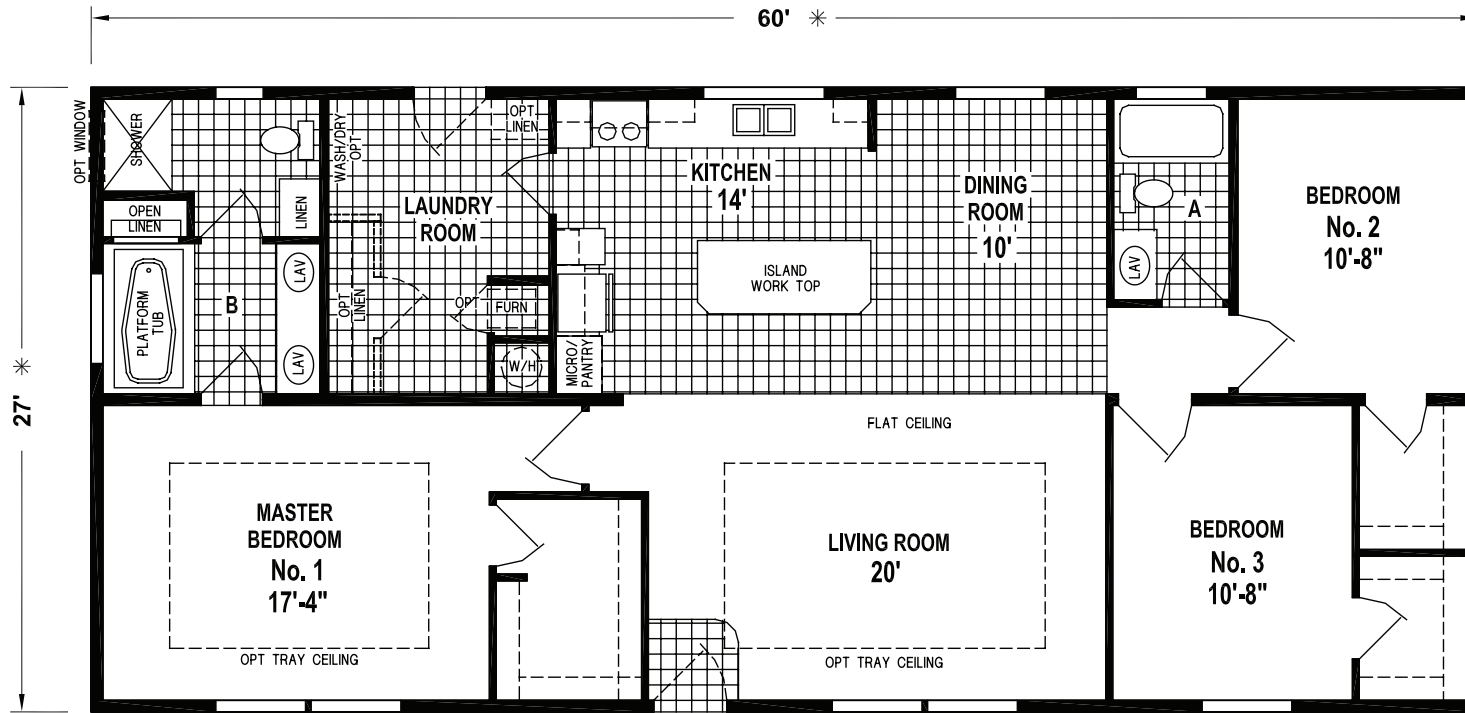 60' ✳
27' ✳
OPT WINDOW
SHOWER
OPEN
LINEN
LINEN
PLATFORM
TUB
B
LAV
LAV
WASH/DRY
OPT
OPT
LINEN
LAUNDRY
ROOM
OPT
LINEN
OPT
FURN
W/H
KITCHEN
14'
ISLAND
WORK TOP
MICRO/
PANTRY
DINING
ROOM
10'
A
LAV
BEDROOM
No. 2
10'-8"
MASTER
BEDROOM
No. 1
17'-4"
OPT TRAY CEILING
FLAT CEILING
LIVING ROOM
20'
OPT TRAY CEILING
BEDROOM
No. 3
10'-8"